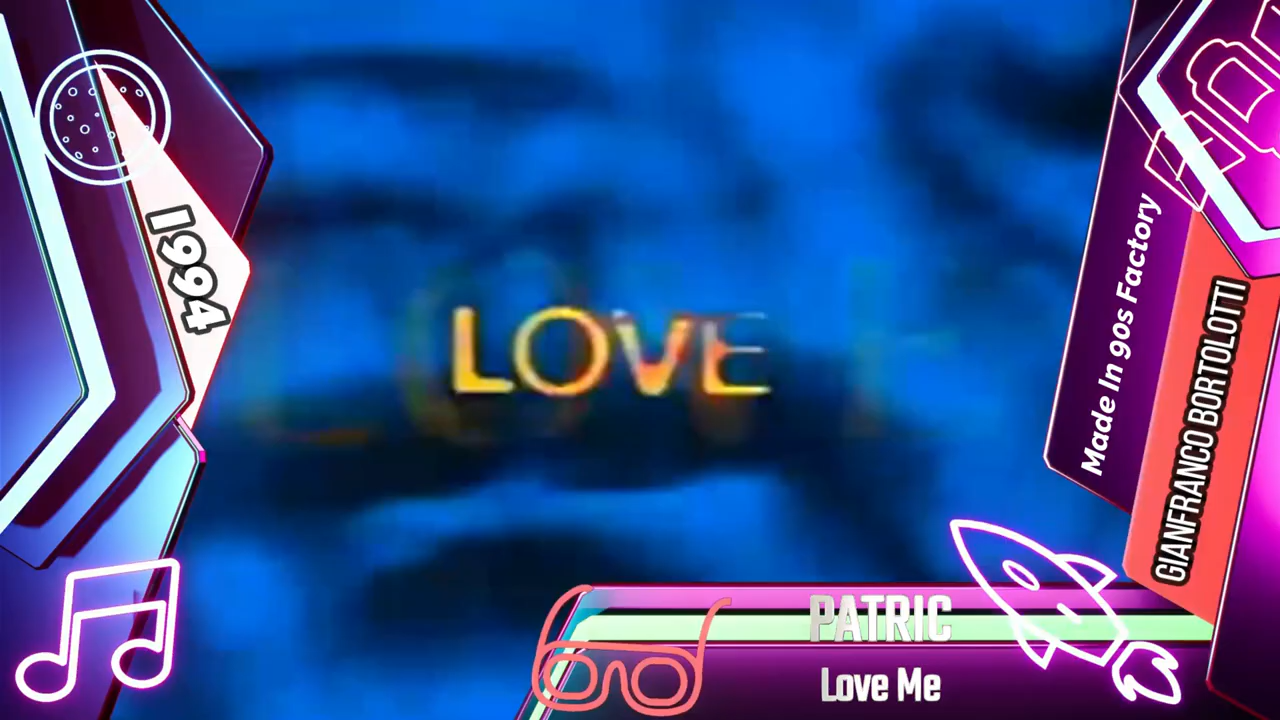 1994
LOVE
Made In 90s Factory
GIANFRANCO BORTOLOTTI
PATRIC
Love Me